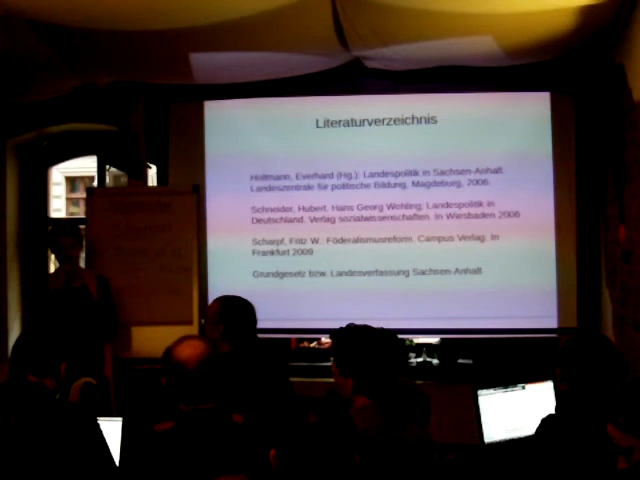 Literaturverzeichnis
Holtmann, Everhard (Hg.): Landespolitik in Sachsen-Anhalt.
Landeszentrale für politische Bildung, Magdeburg, 2006.
Schneider, Hubert. Hans Georg Wehling: Landespolitik in
Deutschland. Verlag sozialwissenschaften. In Wiesbaden 2006
Scharpf, Fritz W.: Föderalismusreform. Campus Verlag. In
Frankfurt 2009
Grundgesetz bzw. Landesverfassung Sachsen-Anhalt